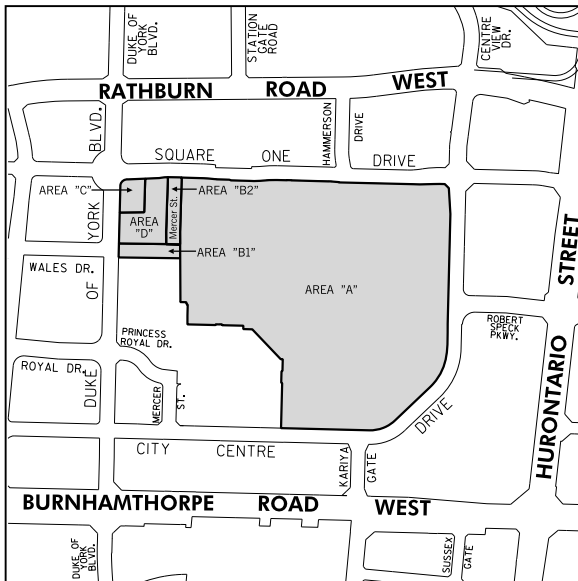 DUKE OF
YORK
BLVD.
STATION
GATE
ROAD
CENTRE
VIEW
DR.
RATHBURN ROAD WEST
BLVD.
HAMMERSON
DRIVE
SQUARE ONE DRIVE
AREA "C"
AREA "B2"
YORK
AREA
"D"
Mercer St.
AREA "B1"
STREET
WALES DR.
OF
AREA "A"
PRINCESS
ROYAL DR.
ROBERT
SPECK
PKWY.
ROYAL DR.
DUKE
MERCER
ST.
DRIVE
HURONTARIO
CITY CENTRE
KARIYA
GATE
BURNHAMTHORPE ROAD WEST
DUKE OF
YORK
BLVD.
SUSSEX
GATE